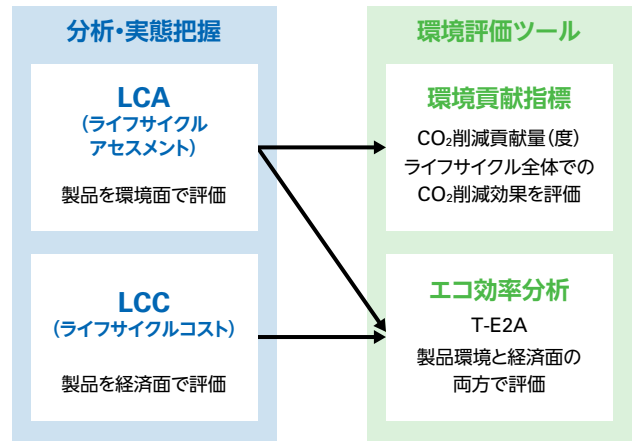 分析・実態把握
LCA
(ライフサイクル
アセスメント)
製品を環境面で評価
LCC
(ライフサイクルコスト)
製品を経済面で評価
環境評価ツール
環境貢献指標
CO₂削減貢献量(度)
ライフサイクル全体での
CO₂削減効果を評価
エコ効率分析
T-E2A
製品環境と経済面の
両方で評価